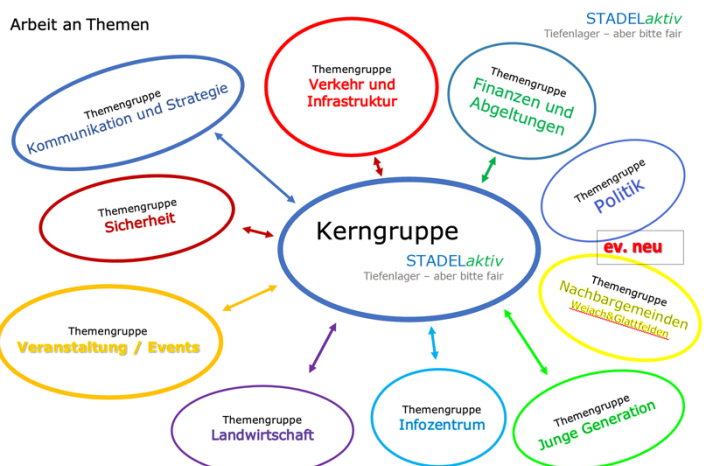 Arbeit an Themen
STADELaktiv
Tiefenlager – aber bitte fair
Themengruppe
Kommunikation und Strategie
Themengruppe
Verkehr und
Infrastruktur
Themengruppe
Finanzen und
Abgeltungen
Themengruppe
Politik
Themengruppe
Sicherheit
Kerngruppe
STADELaktiv
Tiefenlager – aber bitte fair
ev. neu
Themengruppe
Nachbargemeinden
Weiach&Glattfelden
Themengruppe
Veranstaltung / Events
Themengruppe
Landwirtschaft
Themengruppe
Infozentrum
Themengruppe
Junge Generation